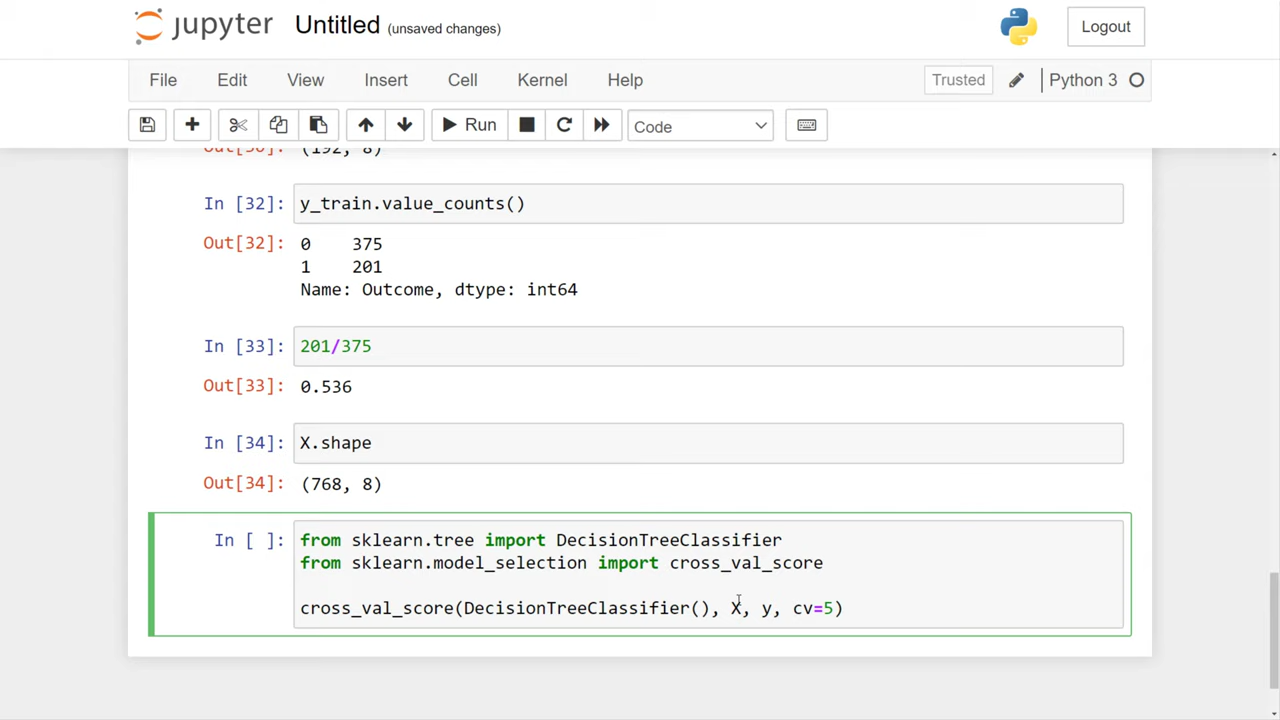 jupyter Untitled (unsaved changes) Logout
File Edit View Insert Cell Kernel Help Trusted Python 3
Run Code
Out[30]: (192, 8)
In [32]: y_train.value_counts()
Out[32]: 0 375
1 201
Name: Outcome, dtype: int64
In [33]: 201/375
Out[33]: 0.536
In [34]: X.shape
Out[34]: (768, 8)
In [ ]: from sklearn.tree import DecisionTreeClassifier
from sklearn.model_selection import cross_val_score
cross_val_score(DecisionTreeClassifier(), X, y, cv=5)